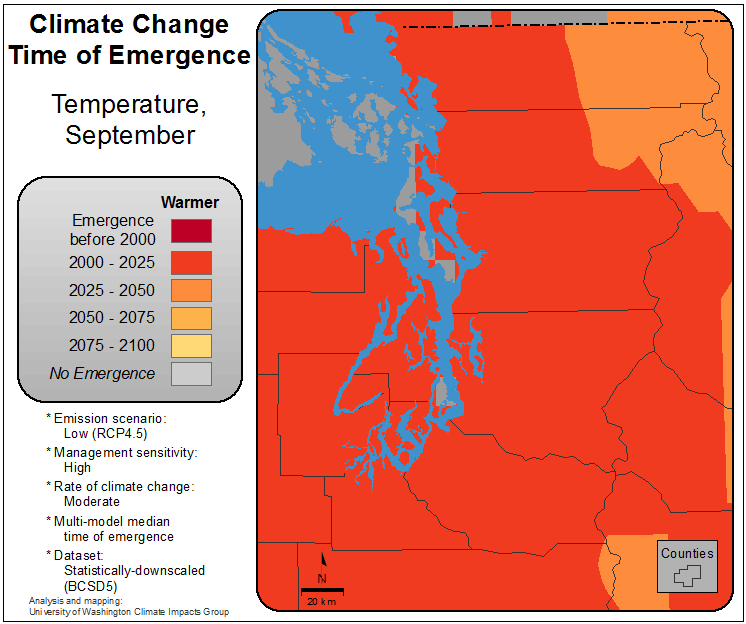 Climate Change
Time of Emergence
Temperature,
September
Warmer
Emergence
before 2000
2000 - 2025
2025 - 2050
2050 - 2075
2075 - 2100
No Emergence
* Emission scenario:
Low (RCP4.5)
* Management sensitivity:
High
* Rate of climate change:
Moderate
* Multi-model median
time of emergence
* Dataset:
Statistically-downscaled
(BCSD5)
Analysis and mapping:
University of Washington Climate Impacts Group
N
20 km
Counties